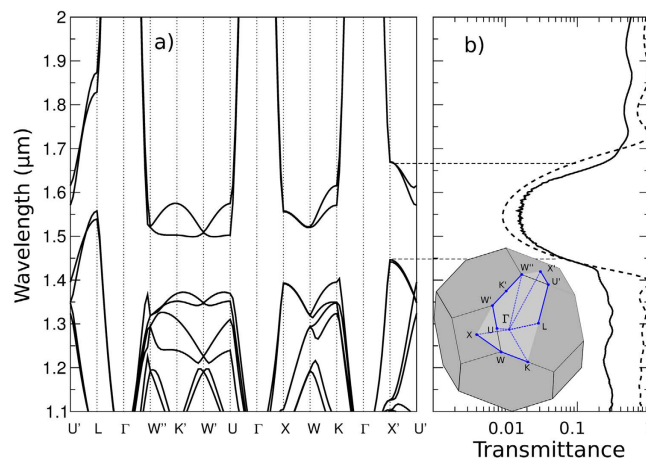 a)
b)
Wavelength (μm)
2
1.9
1.8
1.7
1.6
1.5
1.4
1.3
1.2
1.1
U' L Γ W'' K' W' U Γ X W K Γ X' U'
W'' X'
K' U'
W'
U Γ L
X
W K
0.01 0.1
Transmittance